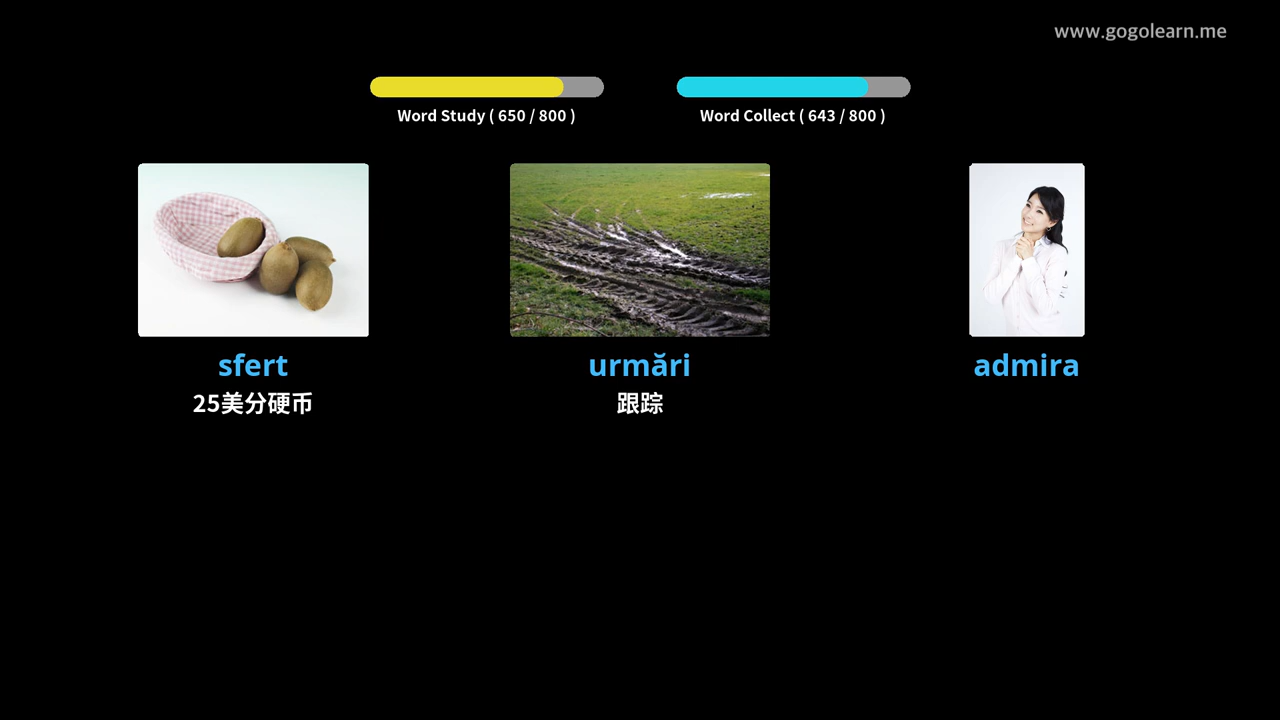 www.gogolearn.me
Word Study ( 650 / 800 )
Word Collect ( 643 / 800 )
sfert
25美分硬币
urmări
跟踪
admira